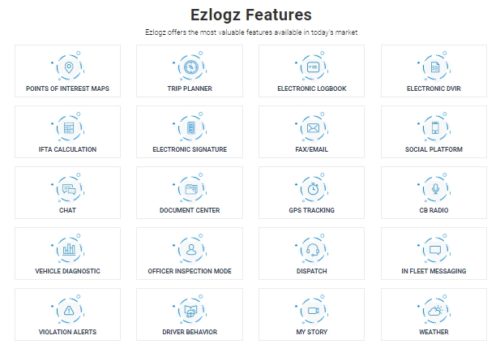 Ezlogz Features
Ezlogz offers the most valuable features available in today's market.
POINTS OF INTEREST MAPS
TRIP PLANNER
ELECTRONIC LOGBOOK
ELECTRONIC DVIR
IFTA CALCULATION
ELECTRONIC SIGNATURE
FAX/EMAIL
SOCIAL PLATFORM
CHAT
DOCUMENT CENTER
GPS TRACKING
CB RADIO
VEHICLE DIAGNOSTIC
OFFICER INSPECTION MODE
DISPATCH
IN FLEET MESSAGING
VIOLATION ALERTS
DRIVER BEHAVIOR
MY STORY
WEATHER